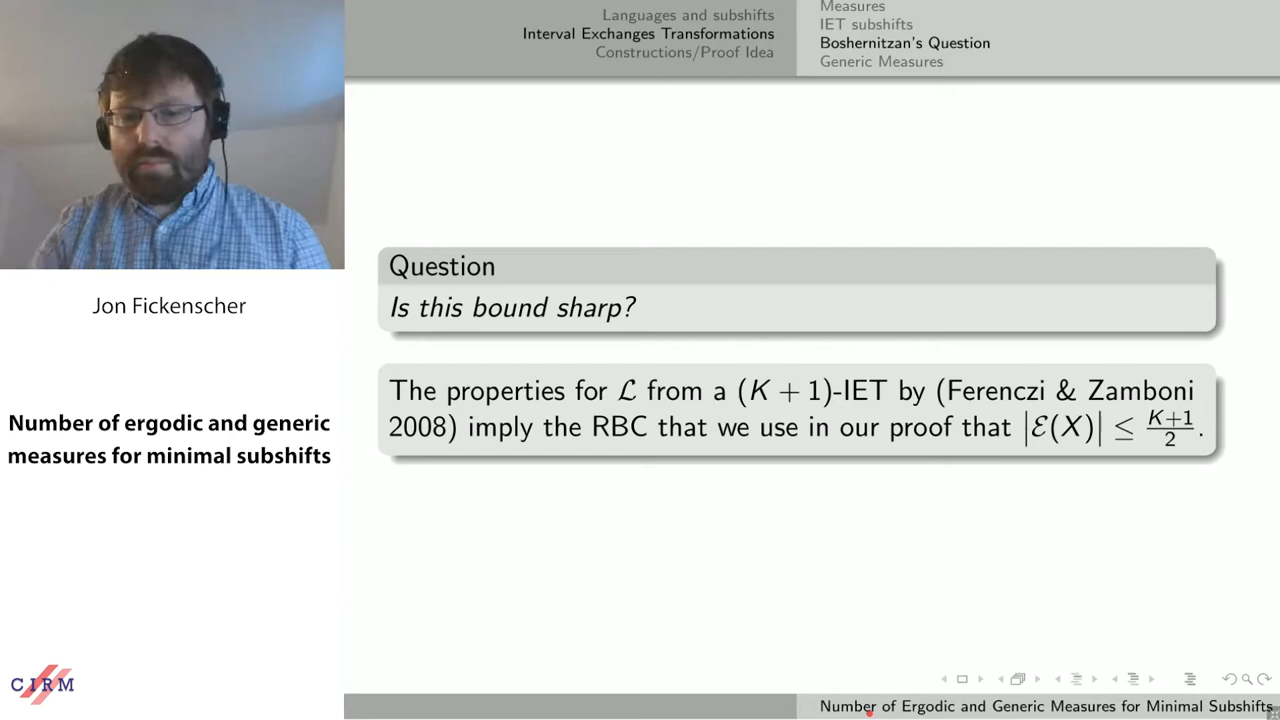 Languages and subshifts
Interval Exchanges Transformations
Constructions/Proof Idea
Measures
IET subshifts
Boshernitzan's Question
Generic Measures
Jon Fickenscher
Number of ergodic and generic
measures for minimal subshifts
CIRM
Question
Is this bound sharp?
The properties for ℒ from a (K + 1)-IET by (Ferenczi & Zamboni
2008) imply the RBC that we use in our proof that |ℰ(X)| ≤ (K+1)/2.
Number of Ergodic and Generic Measures for Minimal Subshifts